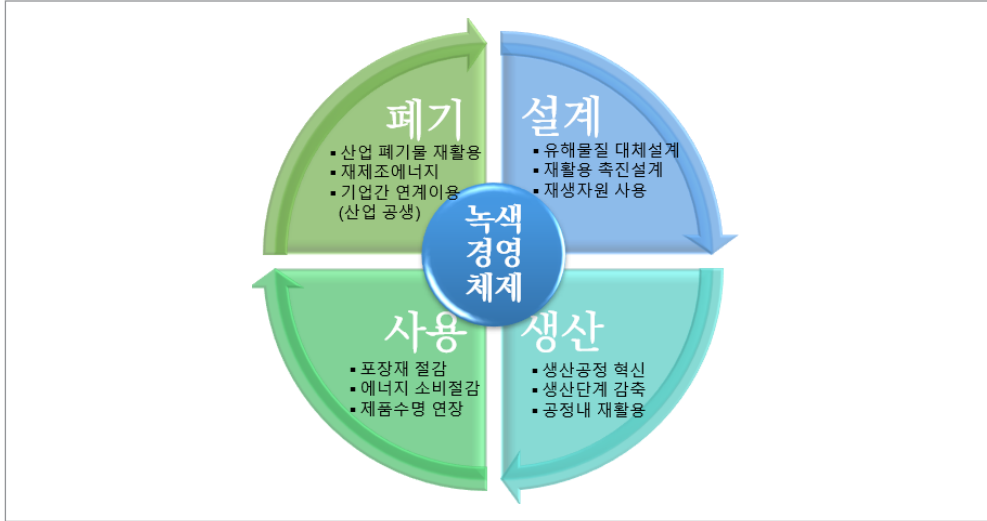 폐기
▪ 산업 폐기물 재활용
▪ 재제조에너지
▪ 기업간 연계이용
(산업 공생)
설계
▪ 유해물질 대체설계
▪ 재활용 촉진설계
▪ 재생자원 사용
녹색
경영
체제
사용
▪ 포장재 절감
▪ 에너지 소비절감
▪ 제품수명 연장
생산
▪ 생산공정 혁신
▪ 생산단계 감축
▪ 공정내 재활용